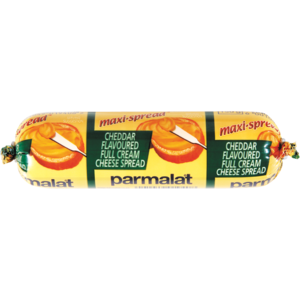 maxi-spread
CHEDDAR
FLAVOURED
FULL CREAM
CHEESE SPREAD
maxi-spread
CHEDDAR
FLAVOURED
FULL CREAM
CHEESE SPREAD
parmalat
parmalat